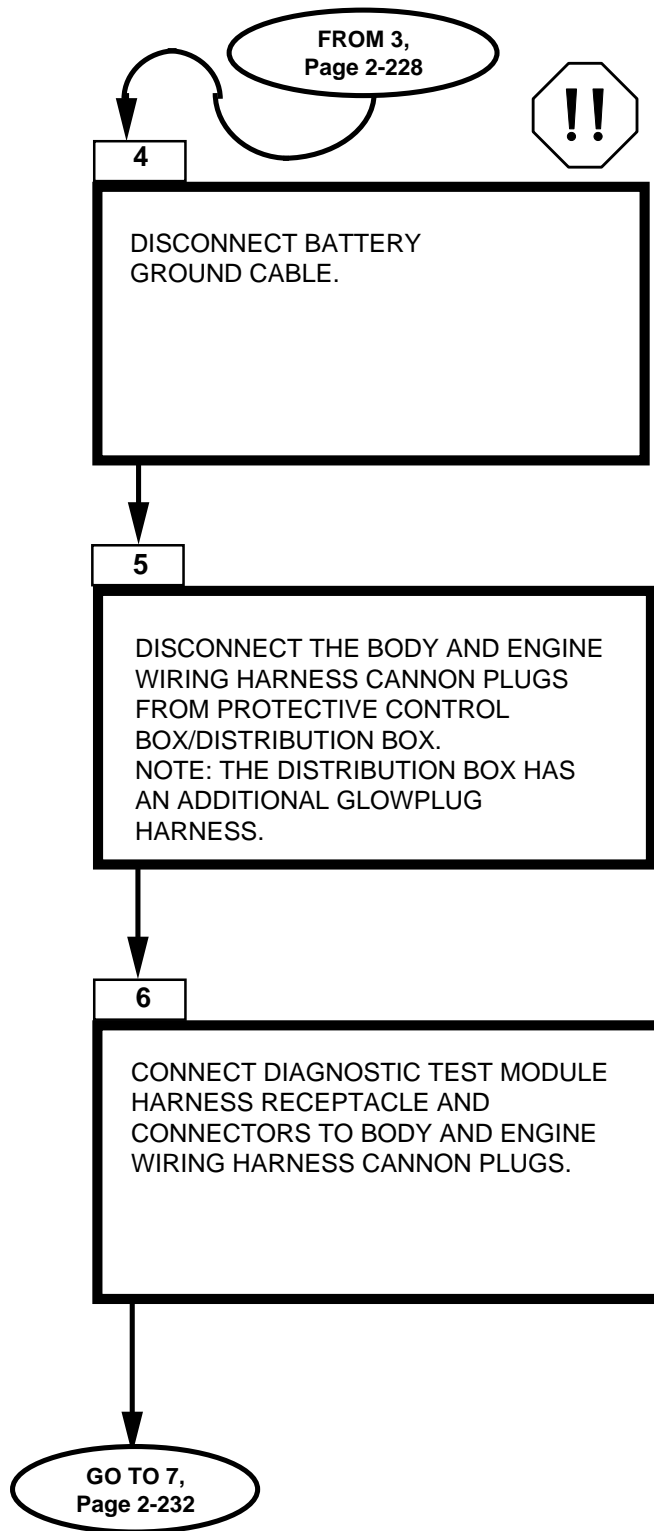 FROM 3,
Page 2-228
!!
4
DISCONNECT BATTERY
GROUND CABLE.
5
DISCONNECT THE BODY AND ENGINE
WIRING HARNESS CANNON PLUGS
FROM PROTECTIVE CONTROL
BOX/DISTRIBUTION BOX.
NOTE: THE DISTRIBUTION BOX HAS
AN ADDITIONAL GLOWPLUG
HARNESS.
6
CONNECT DIAGNOSTIC TEST MODULE
HARNESS RECEPTACLE AND
CONNECTORS TO BODY AND ENGINE
WIRING HARNESS CANNON PLUGS.
GO TO 7,
Page 2-232